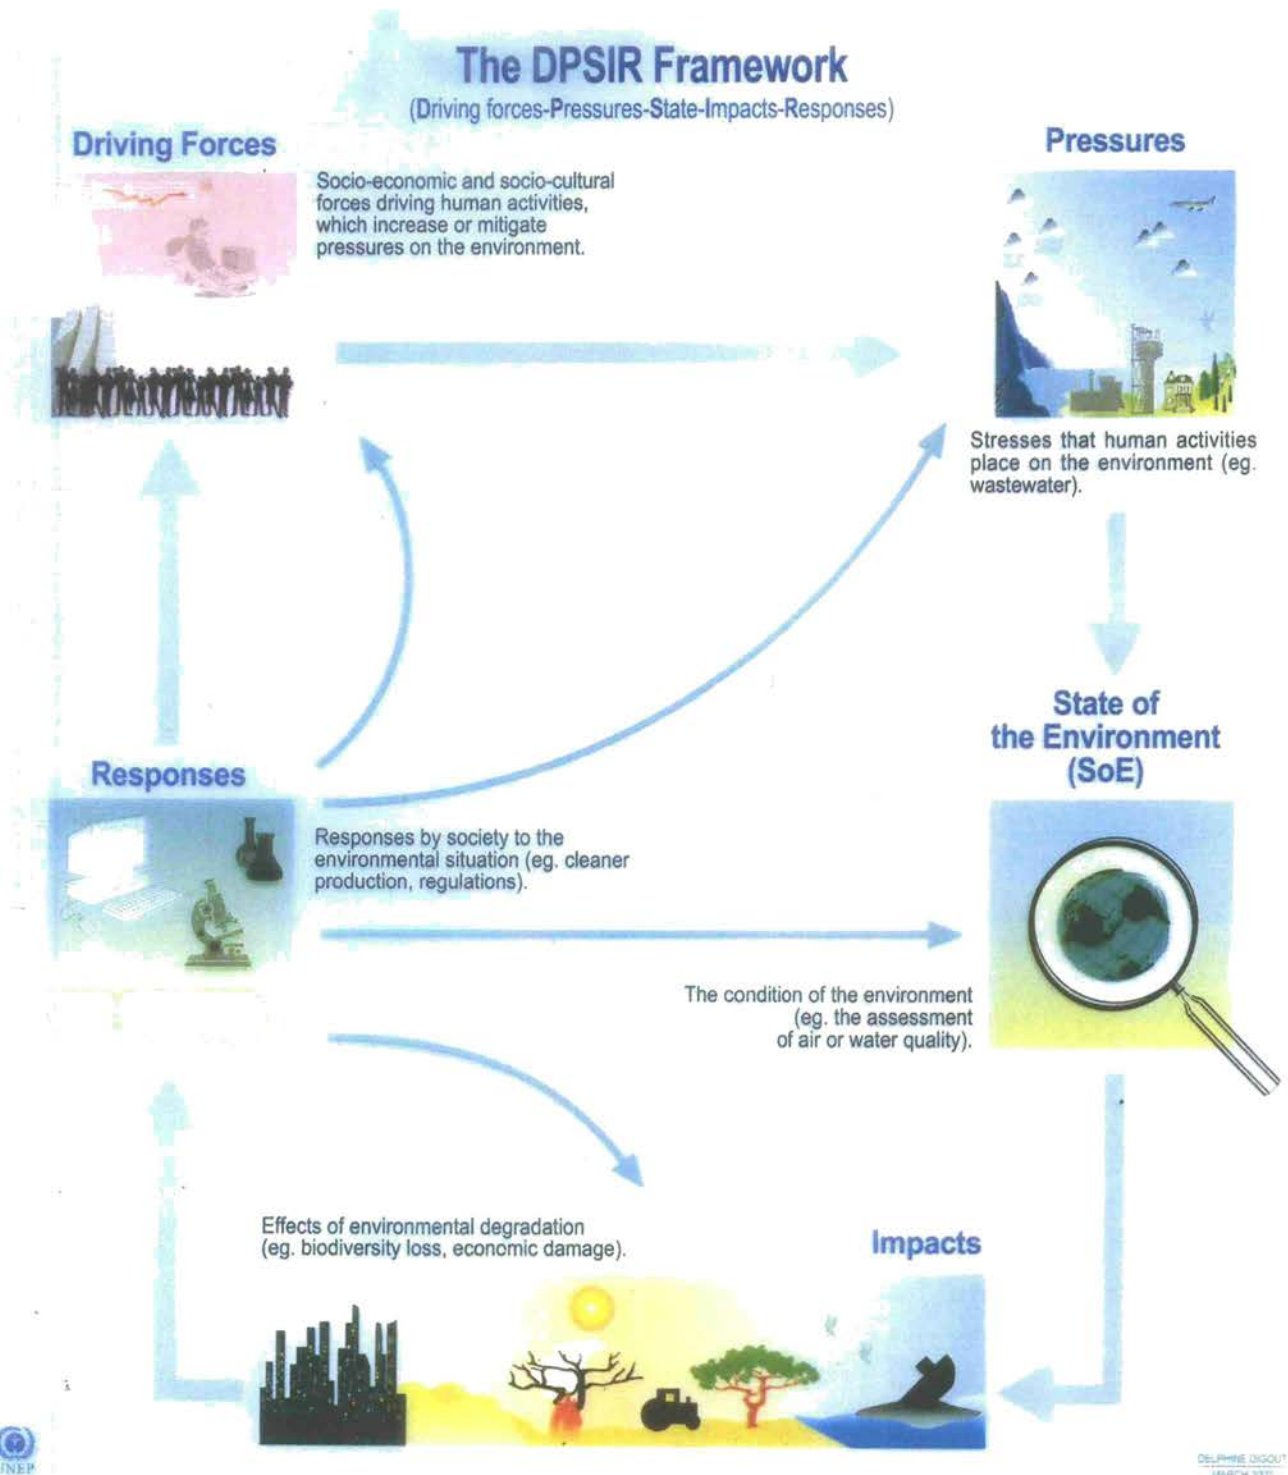 The DPSIR Framework
(Driving forces-Pressures-State-Impacts-Responses)
Driving Forces
Socio-economic and socio-cultural
forces driving human activities,
which increase or mitigate
pressures on the environment.
Pressures
Stresses that human activities
place on the environment (eg.
wastewater).
State of
the Environment
(SoE)
Responses
Responses by society to the
environmental situation (eg. cleaner
production, regulations).
The condition of the environment
(eg. the assessment
of air or water quality).
Effects of environmental degradation
(eg. biodiversity loss, economic damage).
Impacts
UNEP
DELPHINE DIGOUT
MARCH